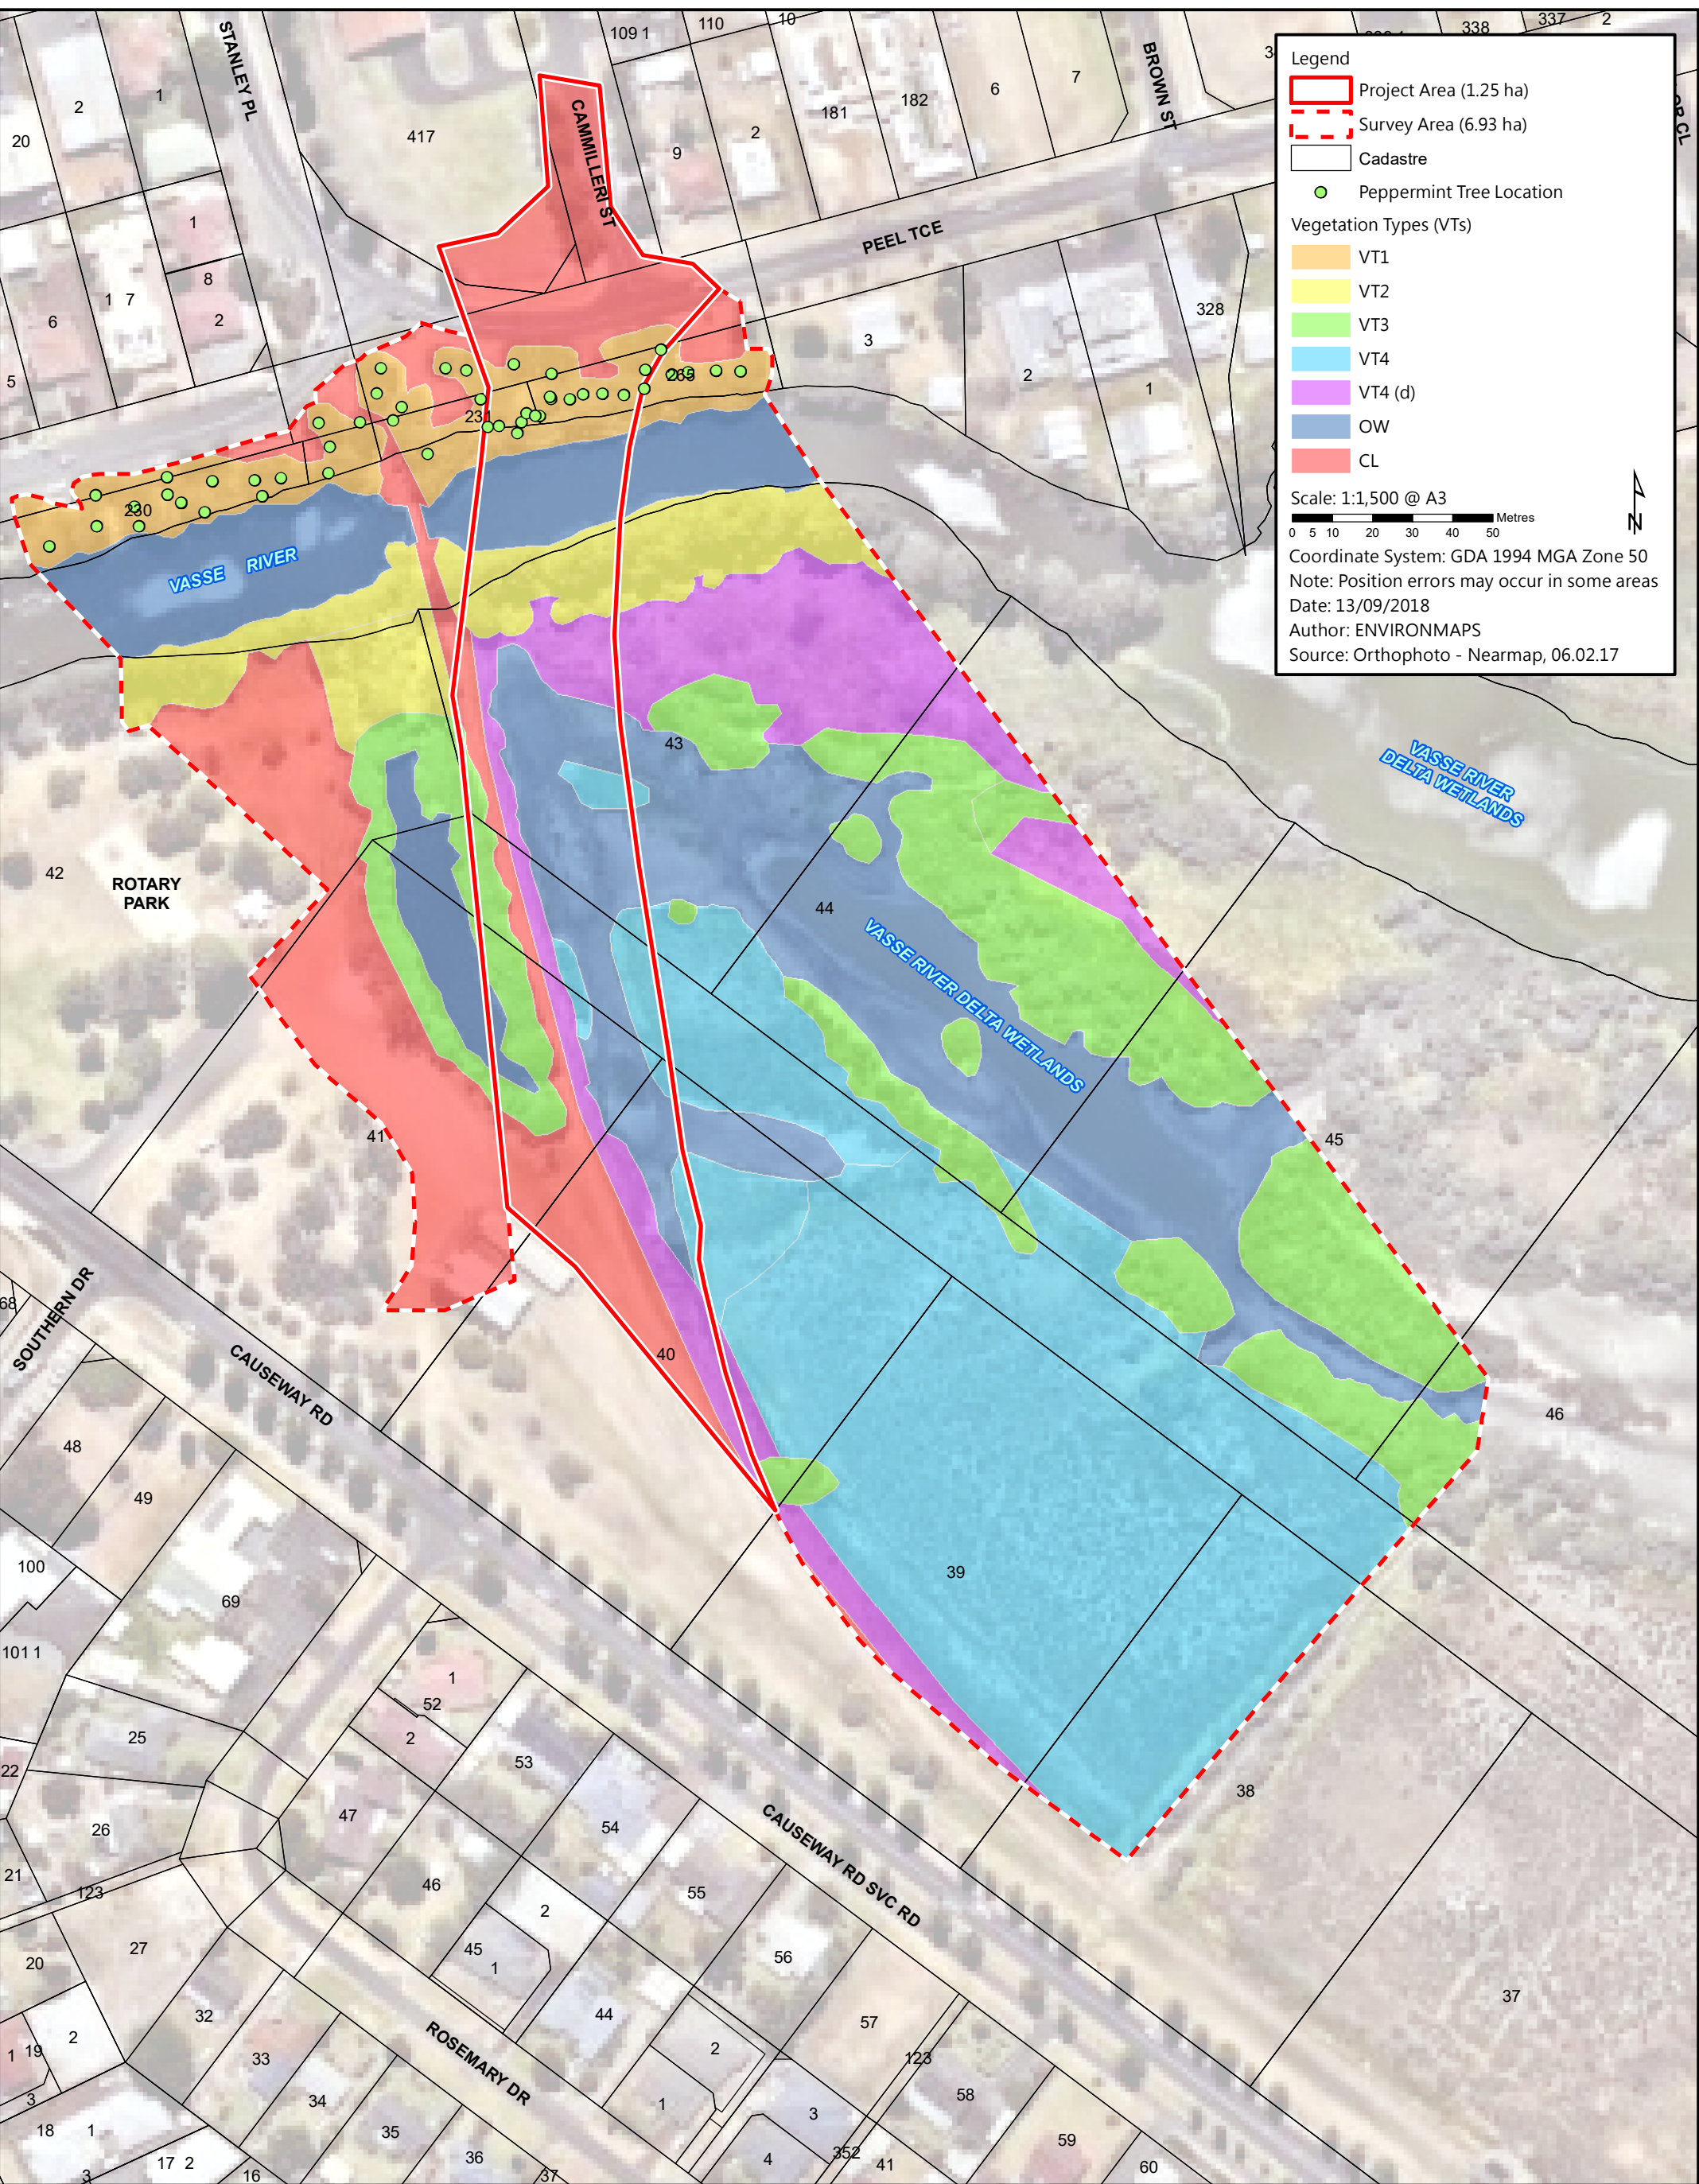 Legend
Project Area (1.25 ha)
Survey Area (6.93 ha)
Cadastre
Peppermint Tree Location
Vegetation Types (VTs)
VT1
VT2
VT3
VT4
VT4 (d)
OW
CL
Scale: 1:1,500 @ A3
0 5 10 20 30 40 50 Metres
N
Coordinate System: GDA 1994 MGA Zone 50
Note: Position errors may occur in some areas
Date: 13/09/2018
Author: ENVIRONMAPS
Source: Orthophoto - Nearmap, 06.02.17
STANLEY PL
CAMMILLERI ST
BROWN ST
PEEL TCE
109 1
110
10
338
337
2
2
1
20
417
9
2
181
182
6
7
1
8
2
1 7
6
5
3
2
1
328
265
231
230
VASSE RIVER
43
VASSE RIVER
DELTA WETLANDS
42
ROTARY
PARK
44
VASSE RIVER DELTA WETLANDS
41
45
40
46
SOUTHERN DR
CAUSEWAY RD
68
48
49
100
69
101 1
39
38
37
1
52
2
25
22
53
47
54
26
21
123
46
55
CAUSEWAY RD SVC RD
2
45
1
27
20
56
44
57
32
2
1
19
3
33
ROSEMARY DR
2
123
58
34
1
3
18
1
35
59
352
41
4
17 2
36
60
3
16
37